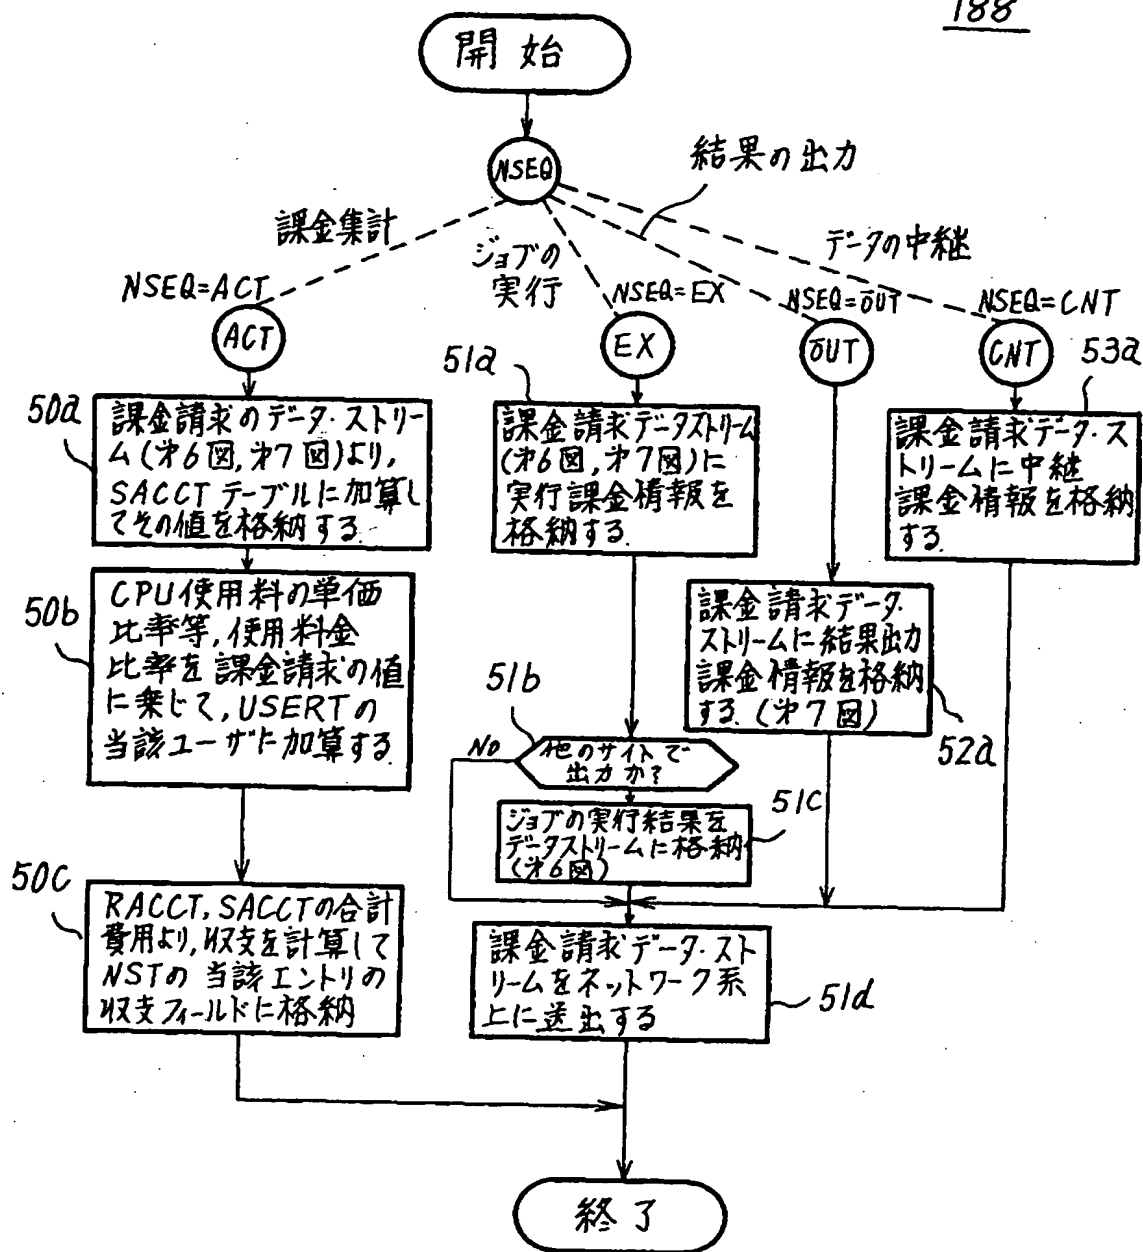 188
開始
NSEQ
結果の出力
課金集計
ジョブの
実行
データの中継
NSEQ=ACT
NSEQ=EX
NSEQ=OUT
NSEQ=CNT
ACT
EX
OUT
CNT
50a
課金請求のデータ・ストリー
ム(第6図,第7図)より,
SACCTテーブルに加算し
てその値を格納する.
51a
課金請求データストリーム
(第6図,第7図)に
実行課金情報を
格納する.
53a
課金請求データ・ス
トリームに中継
課金情報を格納
する.
50b
CPU使用料の単価
比率等,使用料金
比率を課金請求の値
に乗じて,USERTの
当該ユーザに加算する.
課金請求データ・
ストリームに結果出力
課金情報を格納
する.(第7図)
52a
51b
No
他のサイトで
出力か?
51c
ジョブの実行結果を
データストリームに格納
(第6図)
50c
RACCT,SACCTの合計
費用より,収支を計算して
NSTの当該エントリの
収支フィールドに格納
課金請求データ・スト
リームをネットワーク系
上に送出する
51d
終了